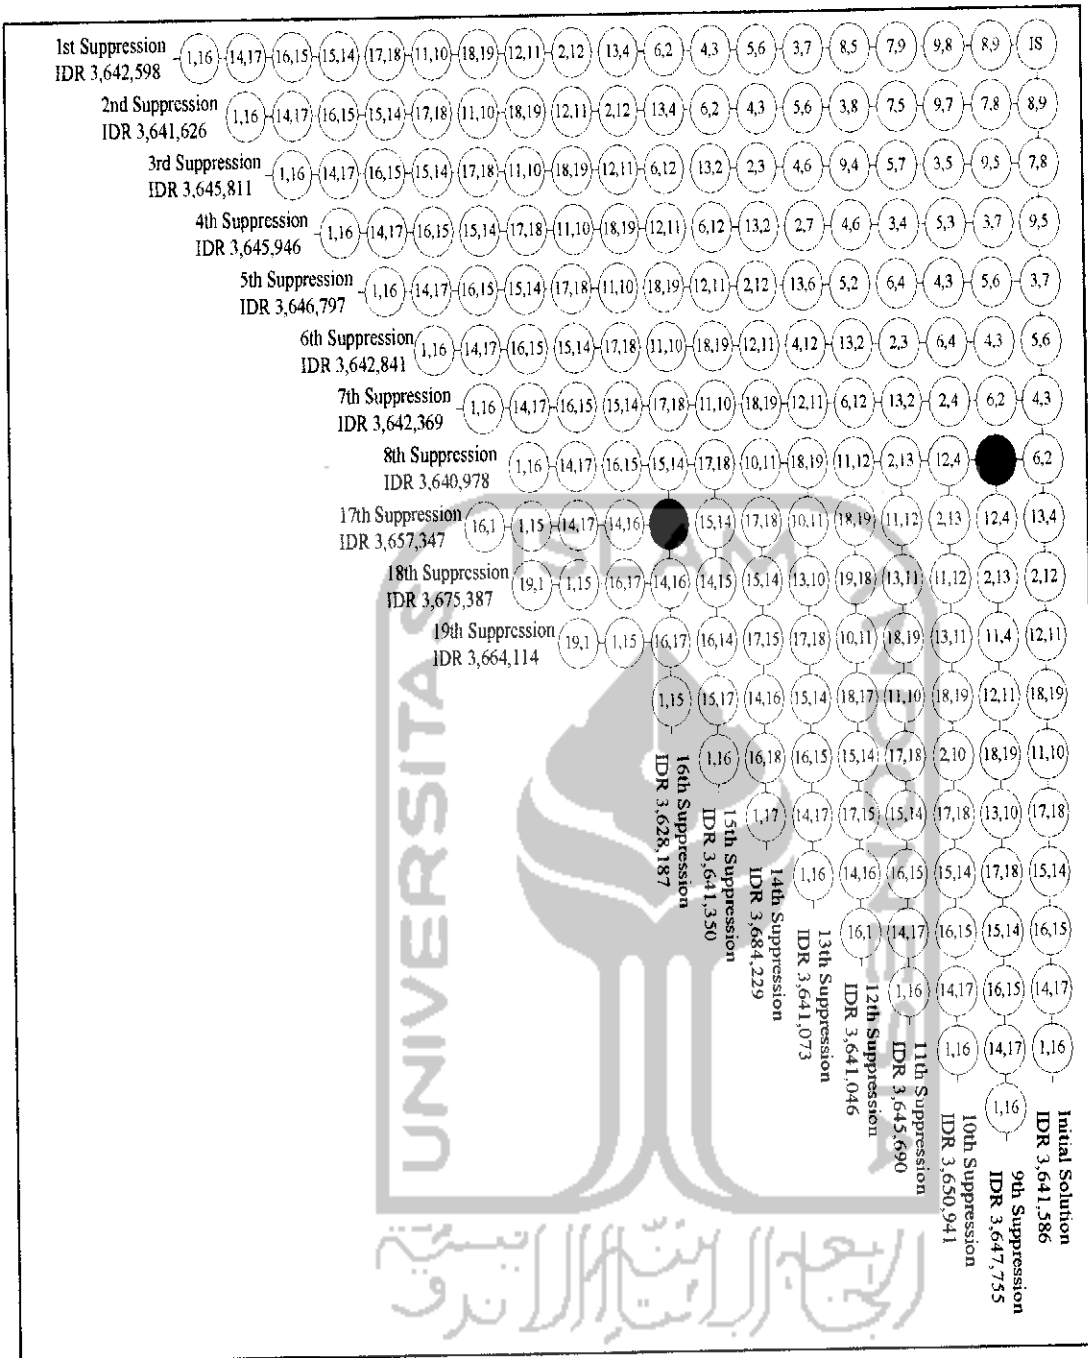 1st Suppression 1,16 14,17 16,15 15,14 17,18 11,10 18,19 12,11 2,12 13,4 6,2 4,3 5,6 3,7 8,5 7,9 9,8 8,9 IS
IDR 3,642,598
2nd Suppression 1,16 14,17 16,15 15,14 17,18 11,10 18,19 12,11 2,12 13,4 6,2 4,3 5,6 3,8 7,5 9,7 7,8 8,9
IDR 3,641,626
3rd Suppression 1,16 14,17 16,15 15,14 17,18 11,10 18,19 12,11 6,12 13,2 2,3 4,6 9,4 5,7 3,5 9,5 7,8
IDR 3,645,811
4th Suppression 1,16 14,17 16,15 15,14 17,18 11,10 18,19 12,11 6,12 13,2 2,7 4,6 3,4 5,3 3,7 9,5
IDR 3,645,946
5th Suppression 1,16 14,17 16,15 15,14 17,18 11,10 18,19 12,11 2,12 13,6 5,2 6,4 4,3 5,6 3,7
IDR 3,646,797
6th Suppression 1,16 14,17 16,15 15,14 17,18 11,10 18,19 12,11 4,12 13,2 2,3 6,4 4,3 5,6
IDR 3,642,841
7th Suppression 1,16 14,17 16,15 15,14 17,18 11,10 18,19 12,11 6,12 13,2 2,4 6,2 4,3
IDR 3,642,369
8th Suppression 1,16 14,17 16,15 15,14 17,18 10,11 18,19 11,12 2,13 12,4 6,2
IDR 3,640,978
17th Suppression 16,1 1,15 14,17 14,16 15,14 17,18 10,11 18,19 11,12 2,13 12,4 13,4
IDR 3,657,347
18th Suppression 19,1 1,15 16,17 14,16 14,15 15,14 13,10 19,18 13,11 11,12 2,13 2,12
IDR 3,675,387
19th Suppression 19,1 1,15 16,17 16,14 17,15 17,18 10,11 18,19 13,11 11,4 12,11
IDR 3,664,114
1,15 15,17 14,16 15,14 18,17 11,10 18,19 12,11 18,19
1,16 16,18 16,15 15,14 17,18 2,10 18,19 11,10
1,17 14,17 17,15 15,14 17,18 13,10 17,18
1,16 14,16 16,15 15,14 17,18 15,14
16,1 14,17 16,15 15,14 16,15
1,16 14,17 16,15 14,17
1,16 14,17 1,16
1,16
16th Suppression
IDR 3,628,187
15th Suppression
IDR 3,641,350
14th Suppression
IDR 3,684,229
13th Suppression
IDR 3,641,073
12th Suppression
IDR 3,641,046
11th Suppression
IDR 3,645,690
10th Suppression
IDR 3,650,941
9th Suppression
IDR 3,647,755
Initial Solution
IDR 3,641,586
UNIVERSITAS
ISLAM
INDONESIA